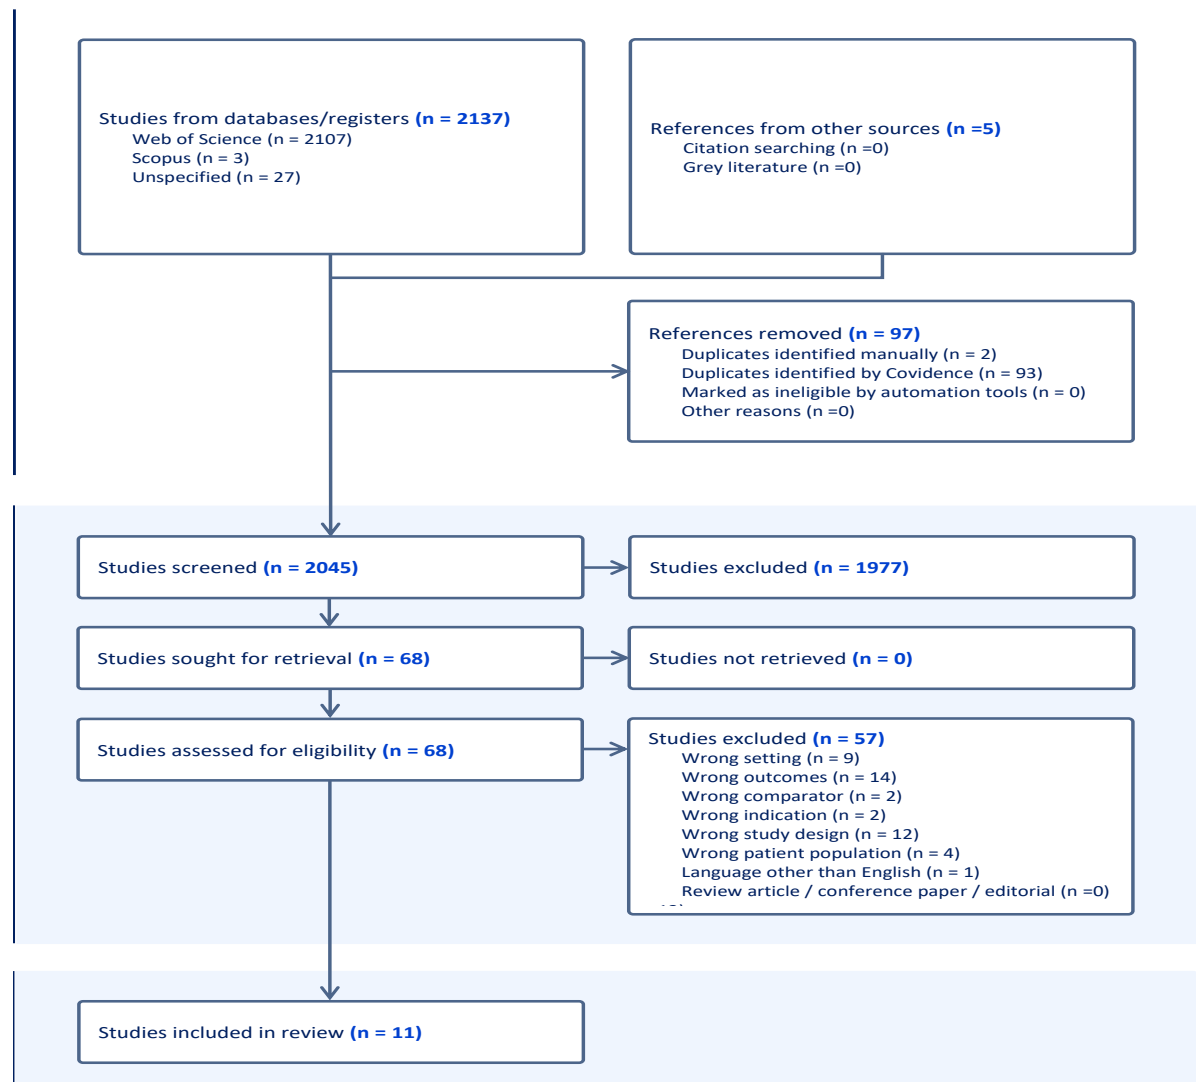 Studies from databases/registers (n = 2137)
Web of Science (n = 2107)
Scopus (n = 3)
Unspecified (n = 27)
References from other sources (n =5)
Citation searching (n =0)
Grey literature (n =0)
References removed (n = 97)
Duplicates identified manually (n = 2)
Duplicates identified by Covidence (n = 93)
Marked as ineligible by automation tools (n = 0)
Other reasons (n =0)
Studies screened (n = 2045)
Studies excluded (n = 1977)
Studies sought for retrieval (n = 68)
Studies not retrieved (n = 0)
Studies assessed for eligibility (n = 68)
Studies excluded (n = 57)
Wrong setting (n = 9)
Wrong outcomes (n = 14)
Wrong comparator (n = 2)
Wrong indication (n = 2)
Wrong study design (n = 12)
Wrong patient population (n = 4)
Language other than English (n = 1)
Review article / conference paper / editorial (n =0)
Studies included in review (n = 11)